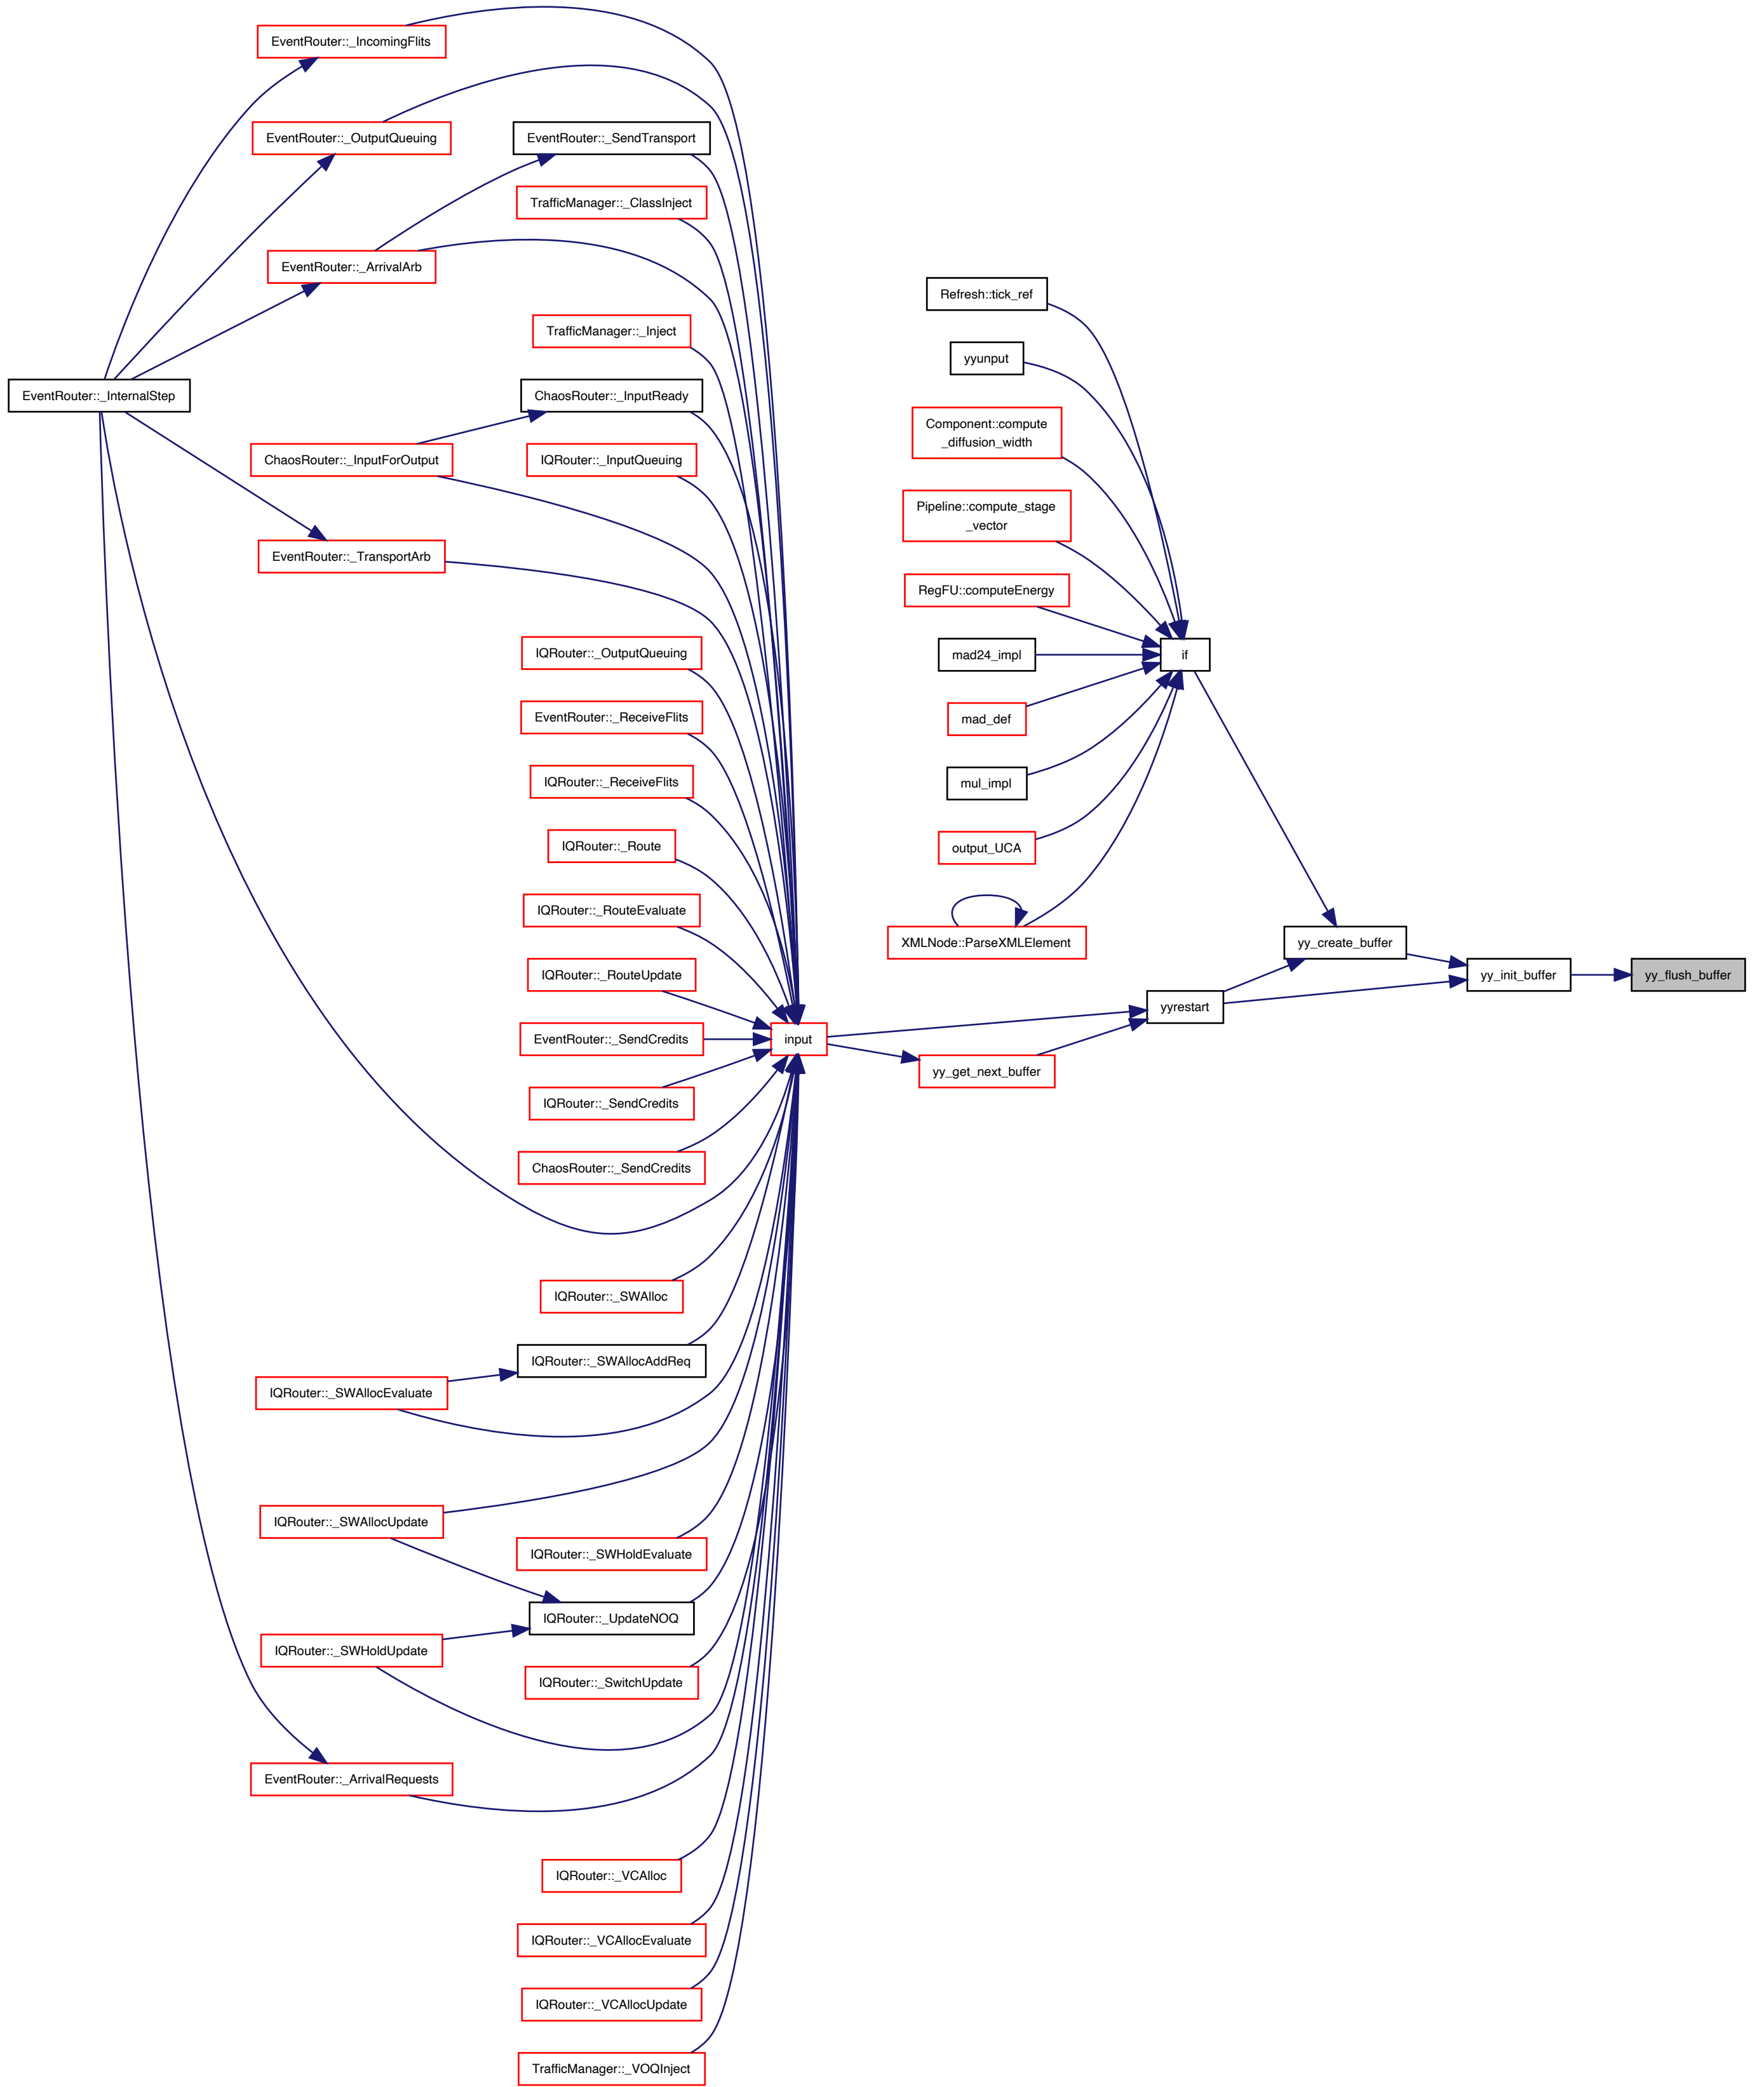 EventRouter::_IncomingFlits
EventRouter::_OutputQueuing
EventRouter::_SendTransport
TrafficManager::_ClassInject
EventRouter::_ArrivalArb
Refresh::tick_ref
TrafficManager::_Inject
yyunput
EventRouter::_InternalStep
ChaosRouter::_InputReady
Component::compute
_diffusion_width
ChaosRouter::_InputForOutput
IQRouter::_InputQueuing
Pipeline::compute_stage
_vector
EventRouter::_TransportArb
RegFU::computeEnergy
IQRouter::_OutputQueuing
mad24_impl
if
EventRouter::_ReceiveFlits
mad_def
IQRouter::_ReceiveFlits
mul_impl
IQRouter::_Route
output_UCA
IQRouter::_RouteEvaluate
XMLNode::ParseXMLElement
yy_create_buffer
IQRouter::_RouteUpdate
yy_init_buffer
yy_flush_buffer
yyrestart
EventRouter::_SendCredits
input
yy_get_next_buffer
IQRouter::_SendCredits
ChaosRouter::_SendCredits
IQRouter::_SWAlloc
IQRouter::_SWAllocAddReq
IQRouter::_SWAllocEvaluate
IQRouter::_SWAllocUpdate
IQRouter::_SWHoldEvaluate
IQRouter::_UpdateNOQ
IQRouter::_SWHoldUpdate
IQRouter::_SwitchUpdate
EventRouter::_ArrivalRequests
IQRouter::_VCAlloc
IQRouter::_VCAllocEvaluate
IQRouter::_VCAllocUpdate
TrafficManager::_VOQInject